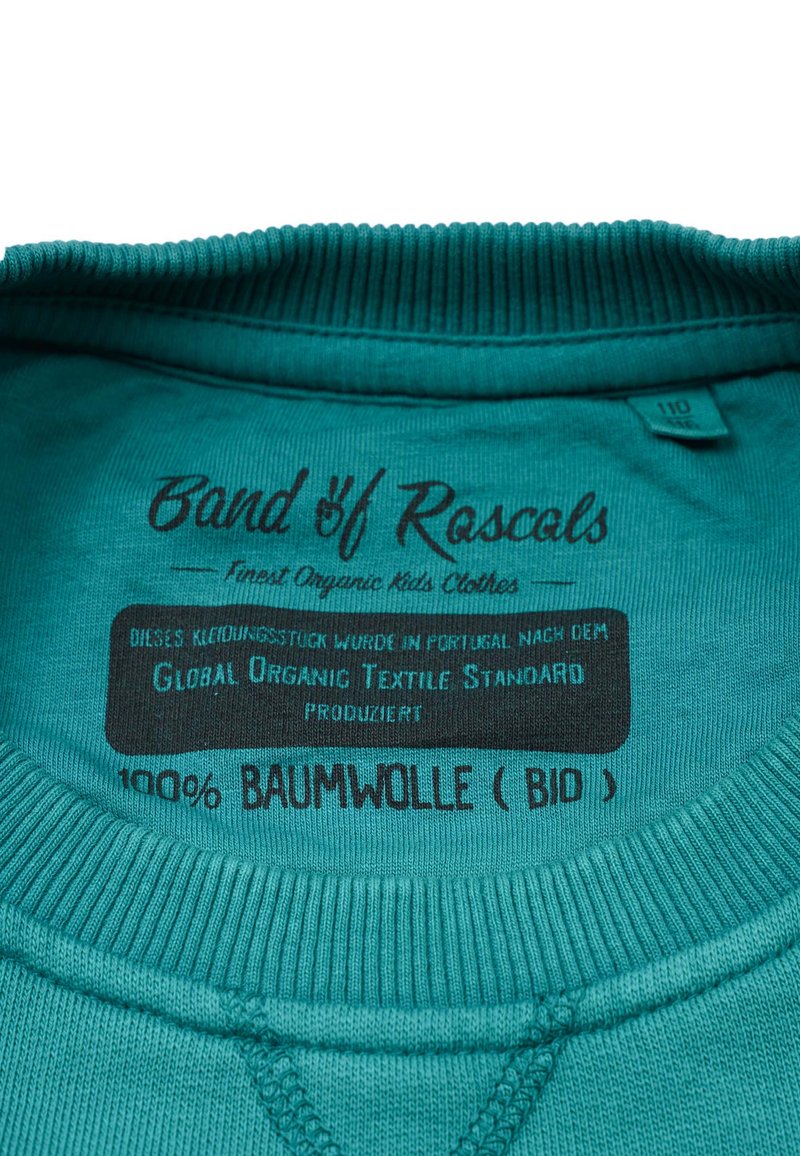 110
116
Band of Rascals
Finest Organic Kids Clothes
DIESES KLEIDUNGSSTÜCK WURDE IN PORTUGAL NACH DEM
GLOBAL ORGANIC TEXTILE STANDARD
PRODUZIERT
100% BAUMWOLLE ( BIO )